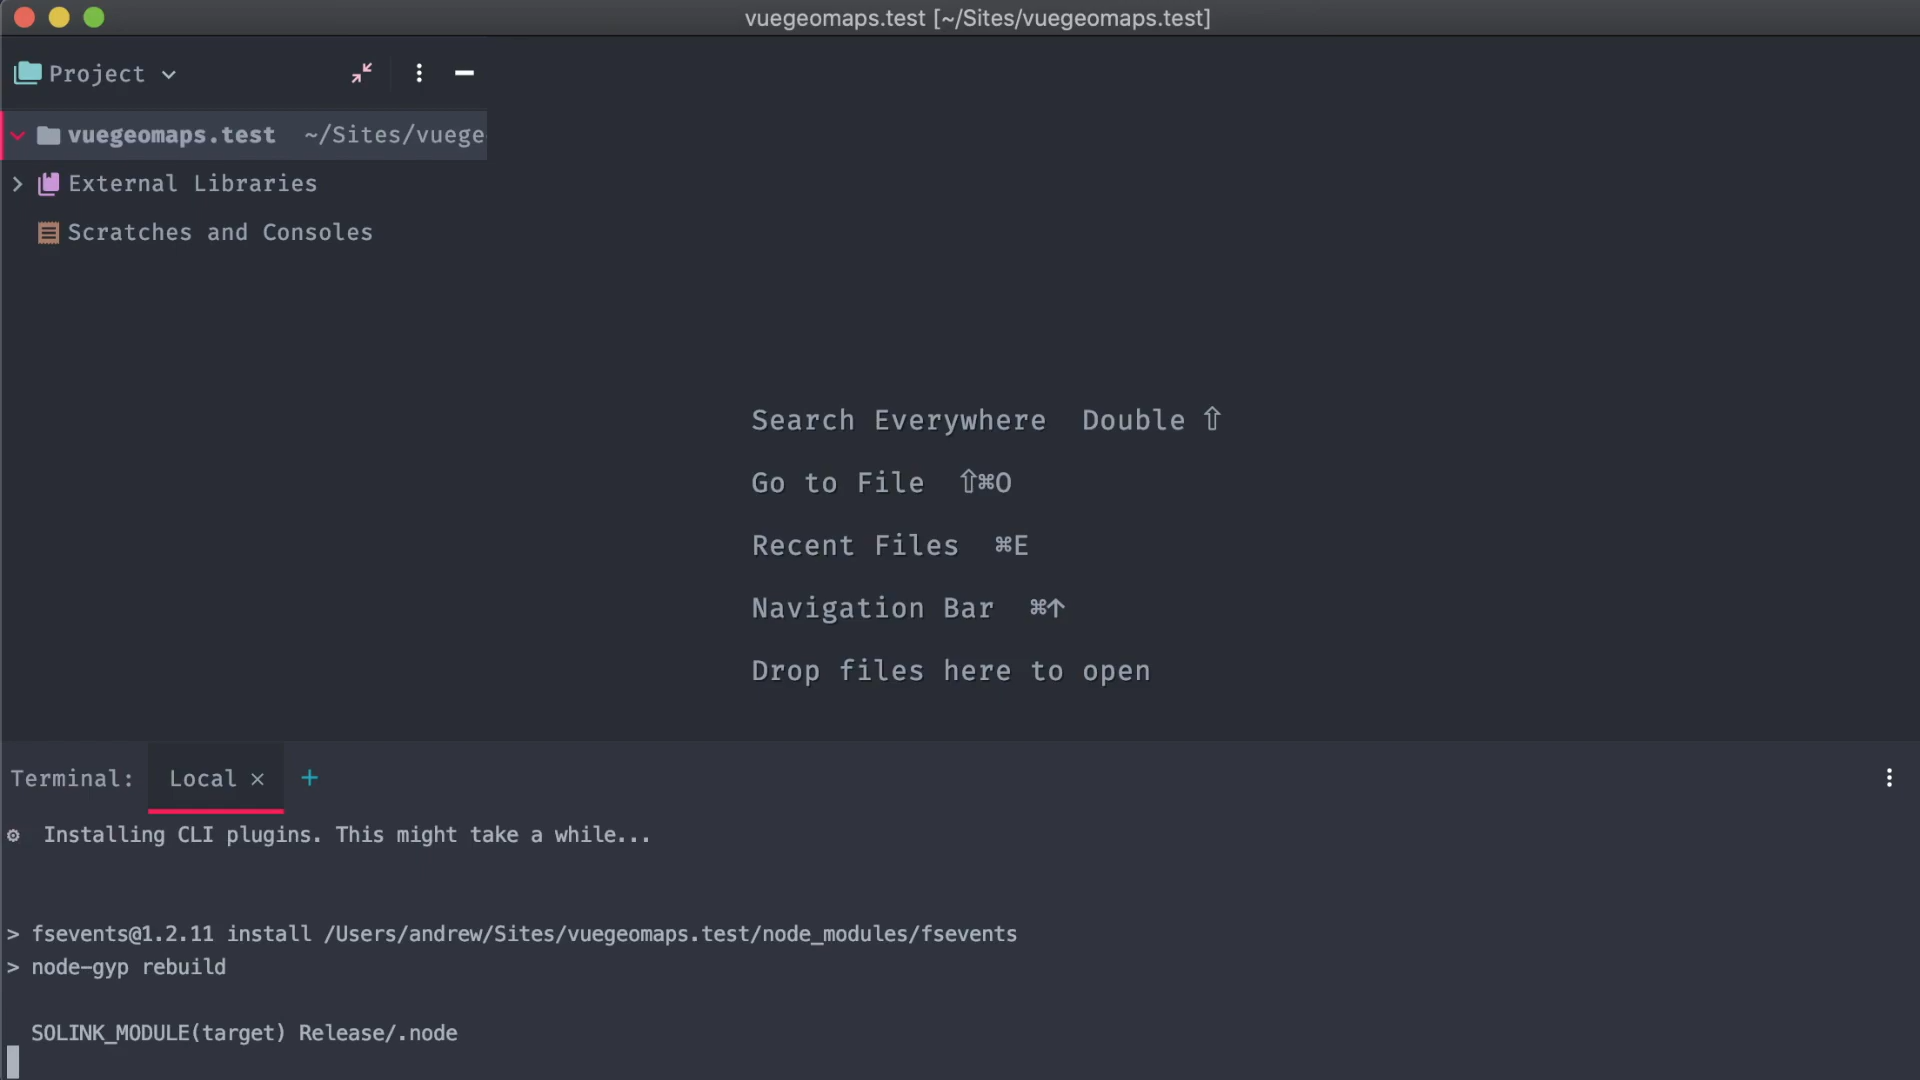 vuegeomaps.test [~/Sites/vuegeomaps.test]
Project
vuegeomaps.test ~/Sites/vuege
External Libraries
Scratches and Consoles
Search Everywhere Double ⇧
Go to File ⇧⌘O
Recent Files ⌘E
Navigation Bar ⌘↑
Drop files here to open
Terminal: Local × +
⚙ Installing CLI plugins. This might take a while...
> fsevents@1.2.11 install /Users/andrew/Sites/vuegeomaps.test/node_modules/fsevents
> node-gyp rebuild
SOLINK_MODULE(target) Release/.node